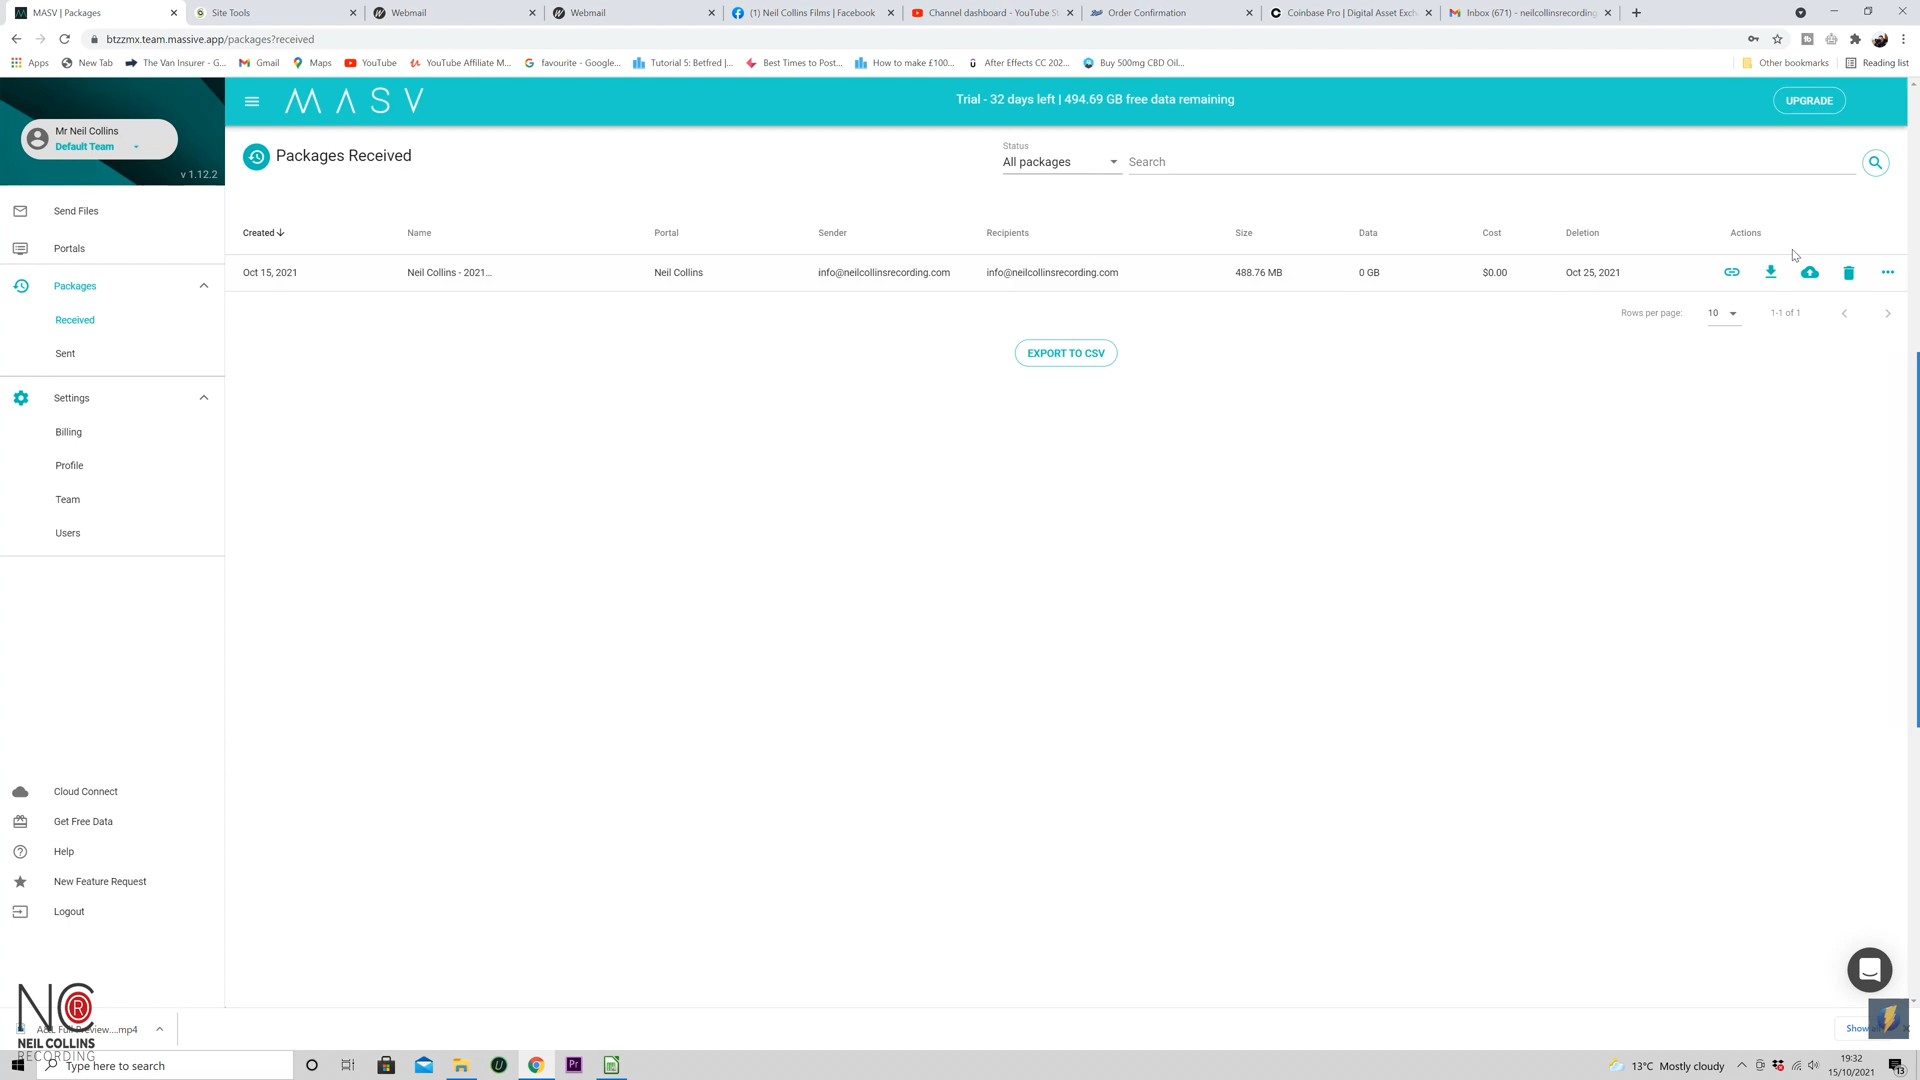 MASV | Packages
Site Tools
Webmail
Webmail
(1) Neil Collins Films | Facebook
Channel dashboard - YouTube St
Order Confirmation
Coinbase Pro | Digital Asset Exch
Inbox (671) - neilcollinsrecording
btzzmx.team.massive.app/packages?received
Apps
New Tab
The Van Insurer - G...
Gmail
Maps
YouTube
YouTube Affiliate M...
favourite - Google...
Tutorial 5: Betfred |...
Best Times to Post...
How to make £100...
After Effects CC 202...
Buy 500mg CBD Oil...
Other bookmarks
Reading list
Mr Neil Collins
Default Team
v 1.12.2
MASV
Trial - 32 days left | 494.69 GB free data remaining
UPGRADE
Packages Received
Status
All packages
Search
Send Files
Portals
Packages
Received
Sent
Settings
Billing
Profile
Team
Users
Created Name Portal Sender Recipients Size Data Cost Deletion Actions
Oct 15, 2021 Neil Collins - 2021... Neil Collins info@neilcollinsrecording.com info@neilcollinsrecording.com 488.76 MB 0 GB $0.00 Oct 25, 2021
Rows per page: 10 1-1 of 1
EXPORT TO CSV
Cloud Connect
Get Free Data
Help
New Feature Request
Logout
NC R
NEIL COLLINS
RECORDING
Type here to search
Pr
13°C Mostly cloudy
19:32
15/10/2021
13